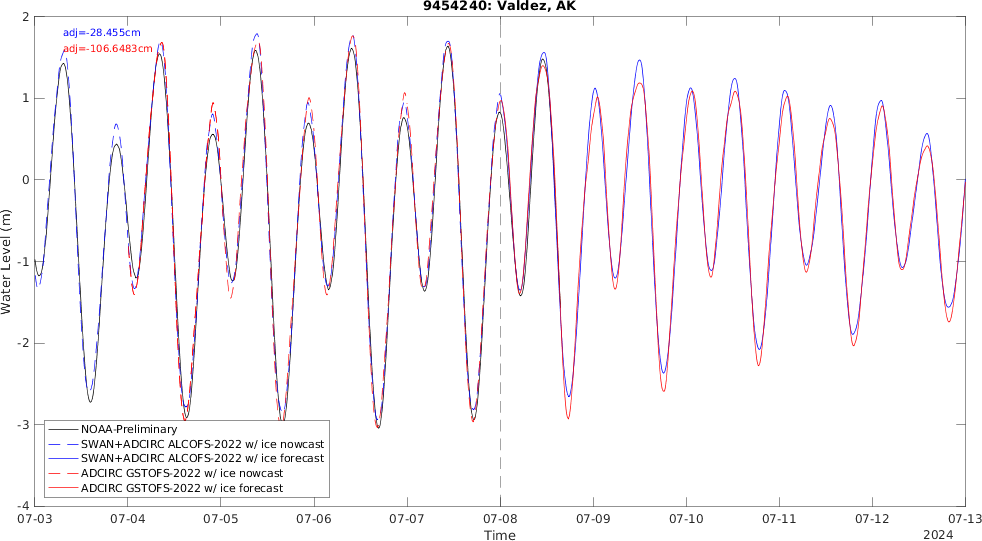 9454240: Valdez, AK
adj=-28.455cm
adj=-106.6483cm
2
1
0
-1
-2
-3
-4
Water Level (m)
NOAA-Preliminary
SWAN+ADCIRC ALCOFS-2022 w/ ice nowcast
SWAN+ADCIRC ALCOFS-2022 w/ ice forecast
ADCIRC GSTOFS-2022 w/ ice nowcast
ADCIRC GSTOFS-2022 w/ ice forecast
07-03 07-04 07-05 07-06 07-07 07-08 07-09 07-10 07-11 07-12 07-13
Time
2024